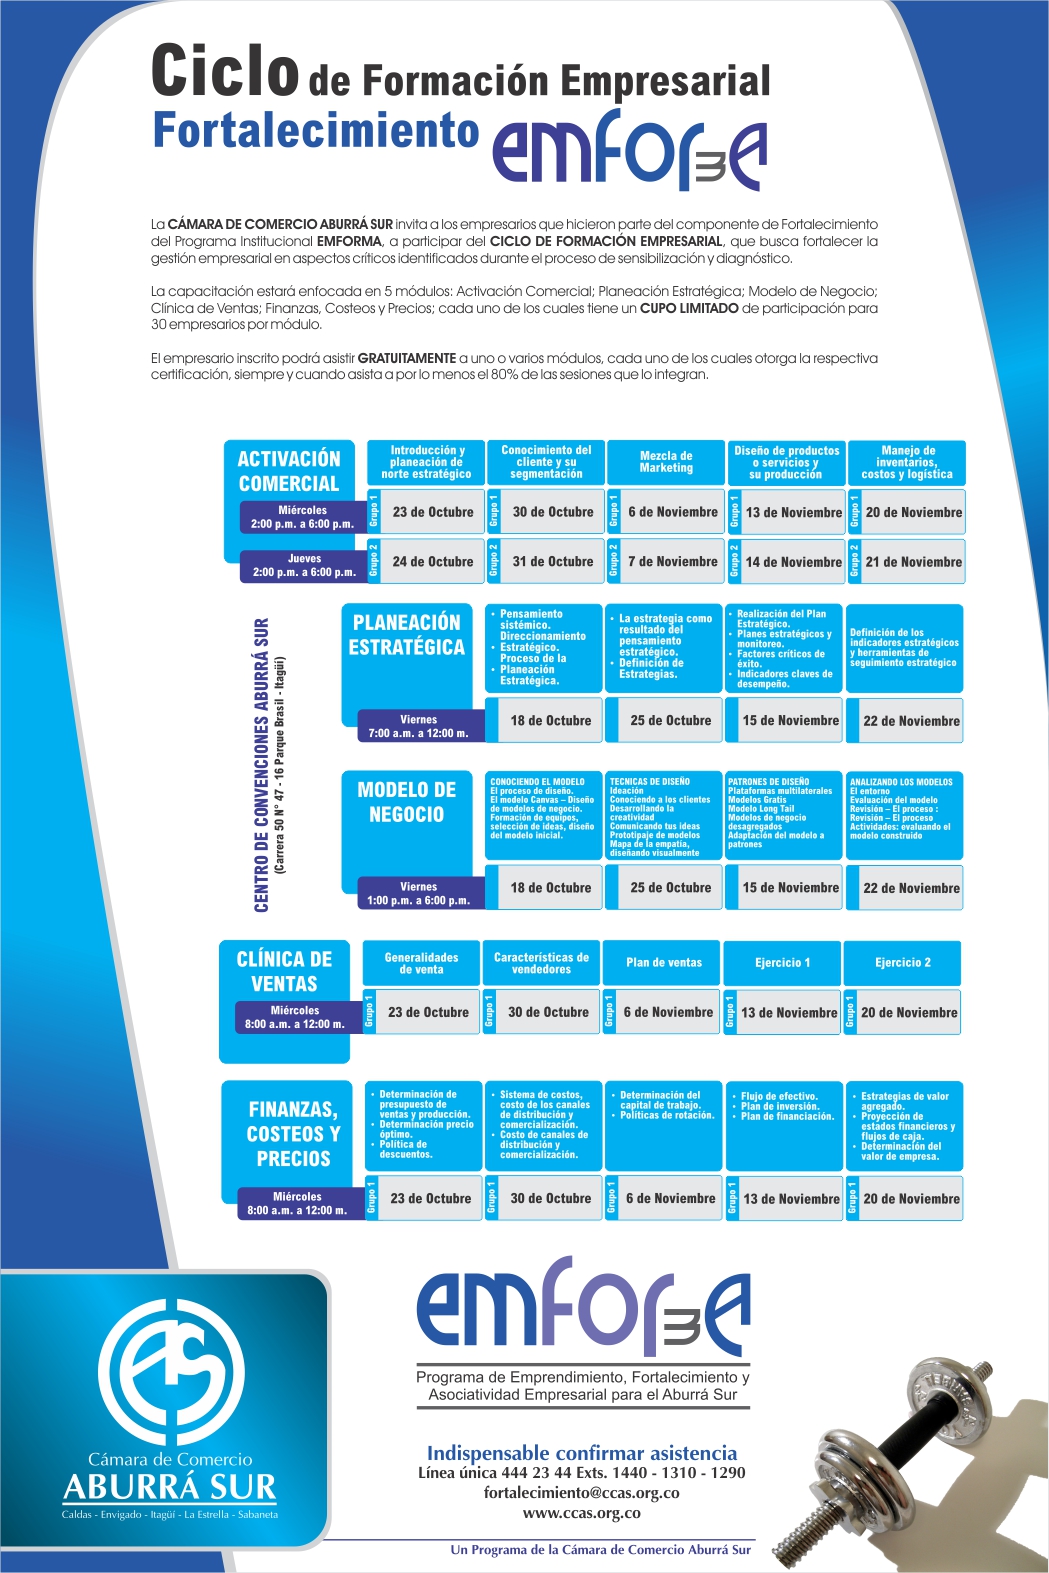 Ciclo de Formación Empresarial
Fortalecimiento emforma
La CÁMARA DE COMERCIO ABURRÁ SUR invita a los empresarios que hicieron parte del componente de Fortalecimiento
del Programa Institucional EMFORMA, a participar del CICLO DE FORMACIÓN EMPRESARIAL, que busca fortalecer la
gestión empresarial en aspectos críticos identificados durante el proceso de sensibilización y diagnóstico.
La capacitación estará enfocada en 5 módulos: Activación Comercial; Planeación Estratégica; Modelo de Negocio;
Clínica de Ventas; Finanzas, Costeos y Precios; cada uno de los cuales tiene un CUPO LIMITADO de participación para
30 empresarios por módulo.
El empresario inscrito podrá asistir GRATUITAMENTE a uno o varios módulos, cada uno de los cuales otorga la respectiva
certificación, siempre y cuando asista a por lo menos el 80% de las sesiones que lo integran.
ACTIVACIÓN
COMERCIAL
Introducción y
planeación de
norte estratégico
Conocimiento del
cliente y su
segmentación
Mezcla de
Marketing
Diseño de productos
o servicios y
su producción
Manejo de
inventarios,
costos y logística
Miércoles
2:00 p.m. a 6:00 p.m.
Grupo 1
23 de Octubre
Grupo 1
30 de Octubre
Grupo 1
6 de Noviembre
Grupo 1
13 de Noviembre
Grupo 1
20 de Noviembre
Jueves
2:00 p.m. a 6:00 p.m.
Grupo 2
24 de Octubre
Grupo 2
31 de Octubre
Grupo 2
7 de Noviembre
Grupo 2
14 de Noviembre
Grupo 2
21 de Noviembre
CENTRO DE CONVENCIONES ABURRÁ SUR
(Carrera 50 N° 47 - 16 Parque Brasil - Itagüí)
PLANEACIÓN
ESTRATÉGICA
• Pensamiento
sistémico.
Direccionamiento
• Estratégico.
Proceso de la
• Planeación
Estratégica.
• La estrategia como
resultado del
pensamiento
estratégico.
• Definición de
Estrategias.
• Realización del Plan
Estratégico.
• Planes estratégicos y
monitoreo.
• Factores críticos de
éxito.
• Indicadores claves de
desempeño.
Definición de los
indicadores estratégicos
y herramientas de
seguimiento estratégico
Viernes
7:00 a.m. a 12:00 m.
18 de Octubre
25 de Octubre
15 de Noviembre
22 de Noviembre
MODELO DE
NEGOCIO
CONOCIENDO EL MODELO
El proceso de diseño.
El modelo Canvas – Diseño
de modelos de negocio.
Formación de equipos,
selección de ideas, diseño
del modelo inicial.
TECNICAS DE DISEÑO
Ideación
Conociendo a los clientes
Desarrollando la
creatividad
Comunicando tus ideas
Prototipaje de modelos
Mapa de la empatía,
diseñando visualmente
PATRONES DE DISEÑO
Plataformas multilaterales
Modelos Gratis
Modelo Long Tail
Modelos de negocio
desagregados
Adaptación del modelo a
patrones
ANALIZANDO LOS MODELOS
El entorno
Evaluación del modelo
Revisión – El proceso :
Revisión – El proceso
Actividades: evaluando el
modelo construido
Viernes
1:00 p.m. a 6:00 p.m.
18 de Octubre
25 de Octubre
15 de Noviembre
22 de Noviembre
CLÍNICA DE
VENTAS
Generalidades
de venta
Características de
vendedores
Plan de ventas
Ejercicio 1
Ejercicio 2
Miércoles
8:00 a.m. a 12:00 m.
Grupo 1
23 de Octubre
Grupo 1
30 de Octubre
Grupo 1
6 de Noviembre
Grupo 1
13 de Noviembre
Grupo 1
20 de Noviembre
FINANZAS,
COSTEOS Y
PRECIOS
• Determinación de
presupuesto de
ventas y producción.
• Determinación precio
óptimo.
• Política de
descuentos.
• Sistema de costos,
costo de los canales
de distribución y
comercialización.
• Costo de canales de
distribución y
comercialización.
• Determinación del
capital de trabajo.
• Políticas de rotación.
• Flujo de efectivo.
• Plan de inversión.
• Plan de financiación.
• Estrategias de valor
agregado.
• Proyección de
estados financieros y
flujos de caja.
• Determinación del
valor de empresa.
Miércoles
8:00 a.m. a 12:00 m.
Grupo 1
23 de Octubre
Grupo 1
30 de Octubre
Grupo 1
6 de Noviembre
Grupo 1
13 de Noviembre
Grupo 1
20 de Noviembre
emforma
Programa de Emprendimiento, Fortalecimiento y
Asociatividad Empresarial para el Aburrá Sur
Indispensable confirmar asistencia
Línea única 444 23 44 Exts. 1440 - 1310 - 1290
fortalecimiento@ccas.org.co
www.ccas.org.co
Un Programa de la Cámara de Comercio Aburrá Sur
AS
Cámara de Comercio
ABURRÁ SUR
Caldas - Envigado - Itagüí - La Estrella - Sabaneta